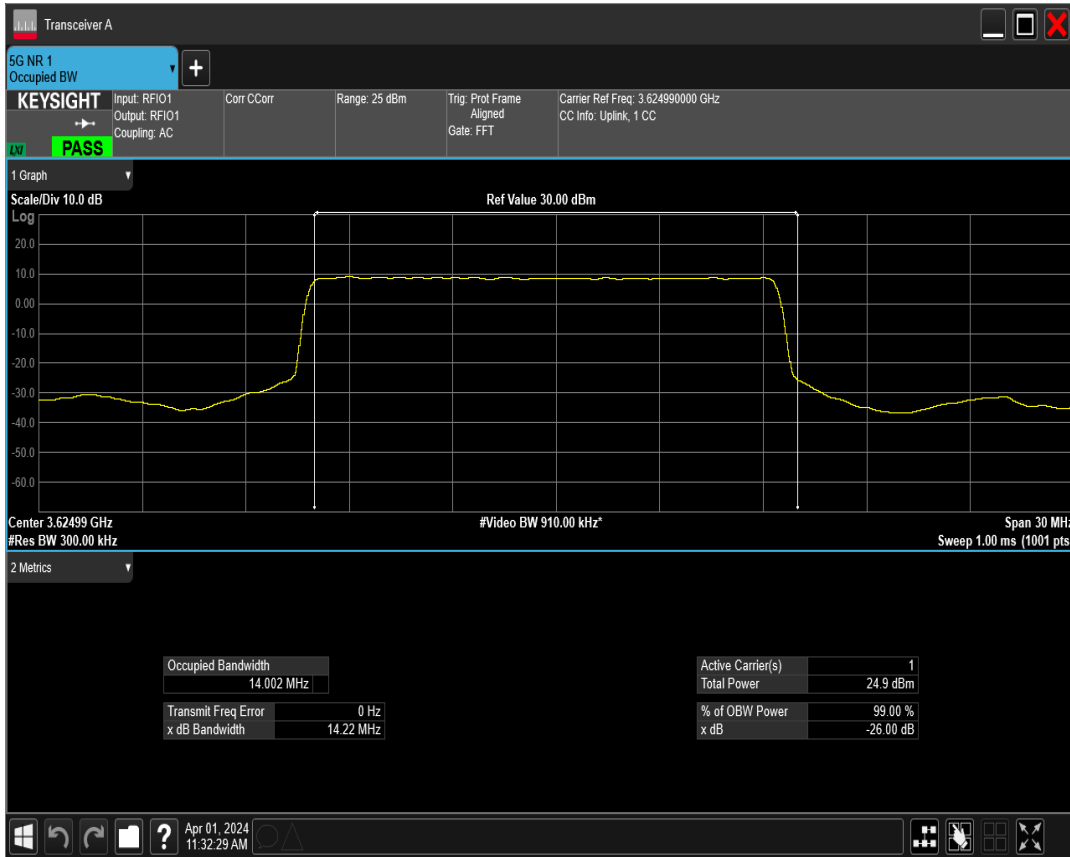 Transceiver A
5G NR 1
Occupied BW
KEYSIGHT
LXI
PASS
Input: RFIO1
Output: RFIO1
Coupling: AC
Corr CCorr
Range: 25 dBm
Trig: Prot Frame
Aligned
Gate: FFT
Carrier Ref Freq: 3.624990000 GHz
CC Info: Uplink, 1 CC
1 Graph
Scale/Div 10.0 dB
Ref Value 30.00 dBm
Log
20.0
10.0
0.00
-10.0
-20.0
-30.0
-40.0
-50.0
-60.0
Center 3.62499 GHz
#Video BW 910.00 kHz*
Span 30 MHz
#Res BW 300.00 kHz
Sweep 1.00 ms (1001 pts
2 Metrics
Occupied Bandwidth
14.002 MHz
Transmit Freq Error 0 Hz
x dB Bandwidth 14.22 MHz
Active Carrier(s) 1
Total Power 24.9 dBm
% of OBW Power 99.00 %
x dB -26.00 dB
?
Apr 01, 2024
11:32:29 AM